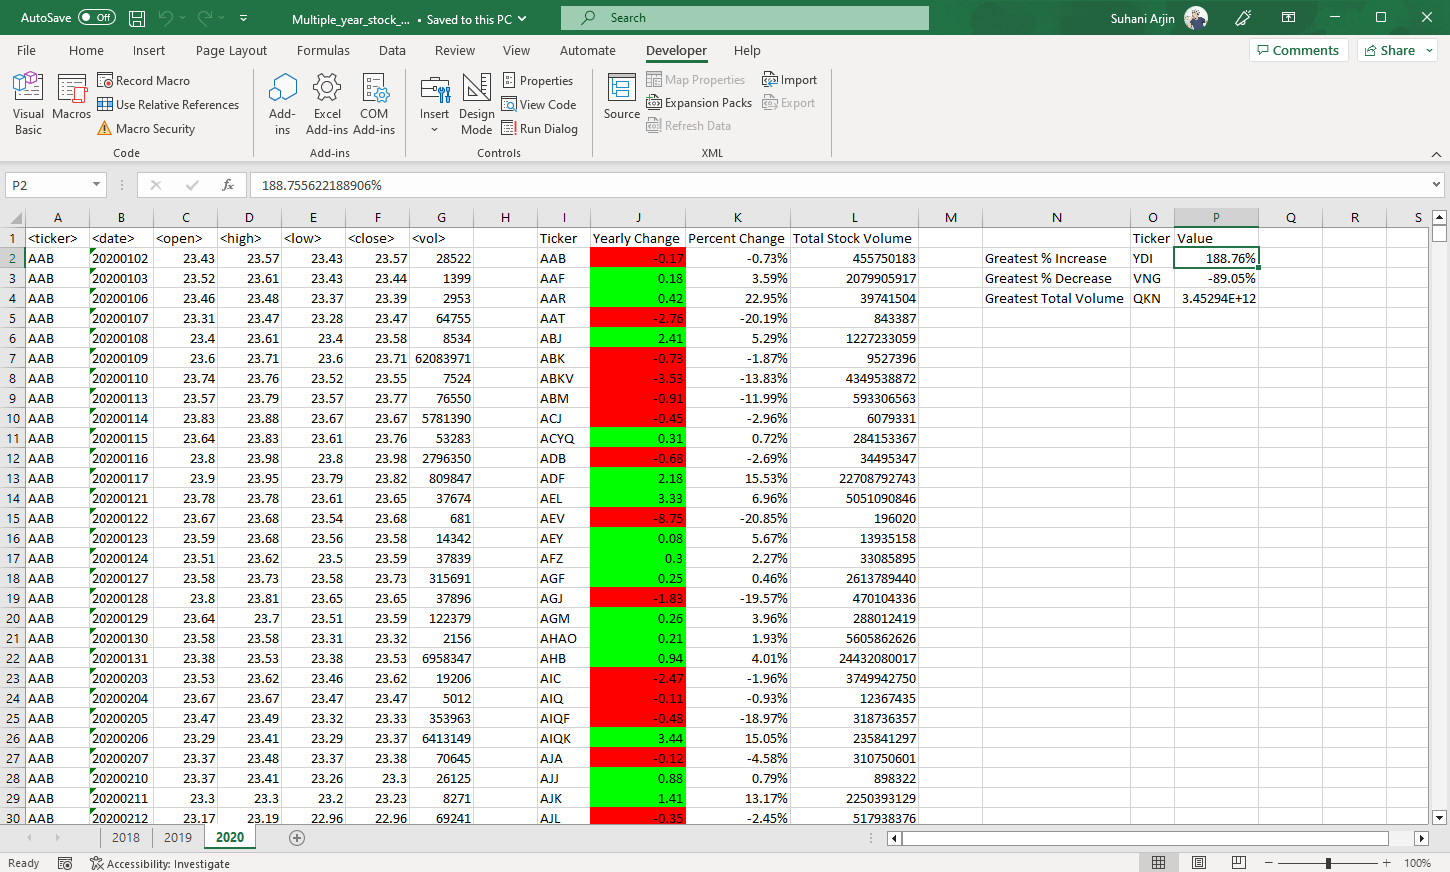 AutoSave Off Multiple_year_stock_... • Saved to this PC Search Suhani Arjin
File Home Insert Page Layout Formulas Data Review View Automate Developer Help Comments Share
Visual Basic
Macros
Record Macro
Use Relative References
Macro Security
Code
Add-ins
Excel Add-ins
COM Add-ins
Add-ins
Insert
Design Mode
Properties
View Code
Run Dialog
Controls
Source
Map Properties
Expansion Packs
Refresh Data
Import
Export
XML
P2 fx 188.755622188906%
A B C D E F G H I J K L M N O P Q R S
1 <ticker> <date> <open> <high> <low> <close> <vol> Ticker Yearly Change Percent Change Total Stock Volume Ticker Value
2 AAB 20200102 23.43 23.57 23.43 23.57 28522 AAB -0.17 -0.73% 455750183 Greatest % Increase YDI 188.76%
3 AAB 20200103 23.52 23.61 23.43 23.44 1399 AAF 0.18 3.59% 2079905917 Greatest % Decrease VNG -89.05%
4 AAB 20200106 23.46 23.48 23.37 23.39 2953 AAR 0.42 22.95% 39741504 Greatest Total Volume QKN 3.45294E+12
5 AAB 20200107 23.31 23.47 23.28 23.47 64755 AAT -2.76 -20.19% 843387
6 AAB 20200108 23.4 23.61 23.4 23.58 8534 ABJ 2.41 5.29% 1227233059
7 AAB 20200109 23.6 23.71 23.6 23.71 62083971 ABK -0.73 -1.87% 9527396
8 AAB 20200110 23.74 23.76 23.52 23.55 7524 ABKV -3.53 -13.83% 4349538872
9 AAB 20200113 23.57 23.79 23.57 23.77 76550 ABM -0.91 -11.99% 593306563
10 AAB 20200114 23.83 23.88 23.67 23.67 5781390 ACJ -0.45 -2.96% 6079331
11 AAB 20200115 23.64 23.83 23.61 23.76 53283 ACYQ 0.31 0.72% 284153367
12 AAB 20200116 23.8 23.98 23.8 23.98 2796350 ADB -0.68 -2.69% 34495347
13 AAB 20200117 23.9 23.95 23.79 23.82 809847 ADF 2.18 15.53% 22708792743
14 AAB 20200121 23.78 23.78 23.61 23.65 37674 AEL 3.33 6.96% 5051090846
15 AAB 20200122 23.67 23.68 23.54 23.68 681 AEV -8.75 -20.85% 196020
16 AAB 20200123 23.59 23.68 23.56 23.58 14342 AEY 0.08 5.67% 13935158
17 AAB 20200124 23.51 23.62 23.5 23.59 37839 AFZ 0.3 2.27% 33085895
18 AAB 20200127 23.58 23.73 23.58 23.73 315691 AGF 0.25 0.46% 2613789440
19 AAB 20200128 23.8 23.81 23.65 23.65 37896 AGJ -1.83 -19.57% 470104336
20 AAB 20200129 23.64 23.7 23.51 23.59 122379 AGM 0.26 3.96% 288012419
21 AAB 20200130 23.58 23.58 23.31 23.32 2156 AHAO 0.21 1.93% 5605862626
22 AAB 20200131 23.38 23.53 23.38 23.53 6958347 AHB 0.94 4.01% 24432080017
23 AAB 20200203 23.53 23.62 23.46 23.62 19206 AIC -2.47 -1.96% 3749942750
24 AAB 20200204 23.67 23.67 23.47 23.47 5012 AIQ -0.11 -0.93% 12367435
25 AAB 20200205 23.47 23.49 23.32 23.33 353963 AIQF -0.48 -18.97% 318736357
26 AAB 20200206 23.29 23.41 23.29 23.37 6413149 AIQK 3.44 15.05% 235841297
27 AAB 20200207 23.37 23.48 23.37 23.38 70645 AJA -0.12 -4.58% 310750601
28 AAB 20200210 23.37 23.41 23.26 23.3 26125 AJJ 0.88 0.79% 898322
29 AAB 20200211 23.3 23.3 23.2 23.23 8271 AJK 1.41 13.17% 2250393129
30 AAB 20200212 23.17 23.19 22.96 22.96 69241 AJL -0.35 -2.45% 517938376
2018 2019 2020
Ready Accessibility: Investigate 100%